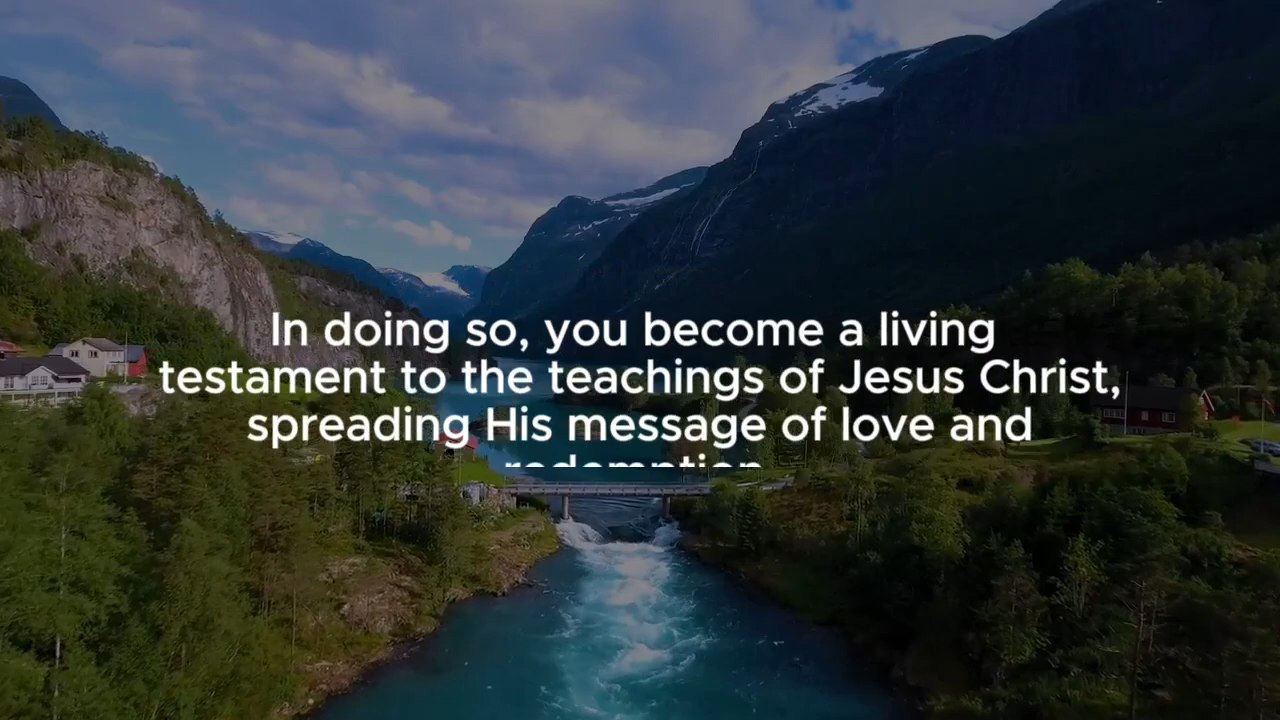 In doing so, you become a living
testament to the teachings of Jesus Christ,
spreading His message of love and
redemption